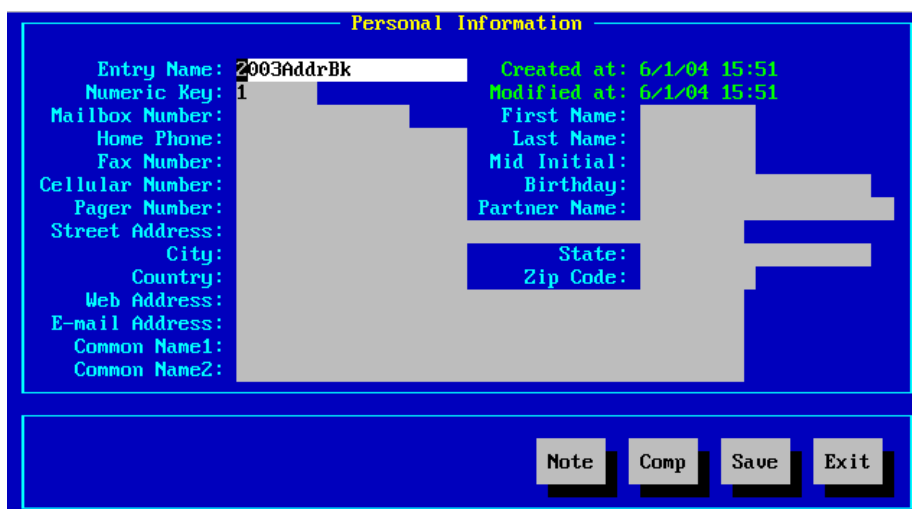 Personal Information
Entry Name: 2003AddrBk Created at: 6/1/04 15:51
Numeric Key: 1 Modified at: 6/1/04 15:51
Mailbox Number: First Name:
Home Phone: Last Name:
Fax Number: Mid Initial:
Cellular Number: Birthday:
Pager Number: Partner Name:
Street Address:
City: State:
Country: Zip Code:
Web Address:
E-mail Address:
Common Name1:
Common Name2:
Note Comp Save Exit